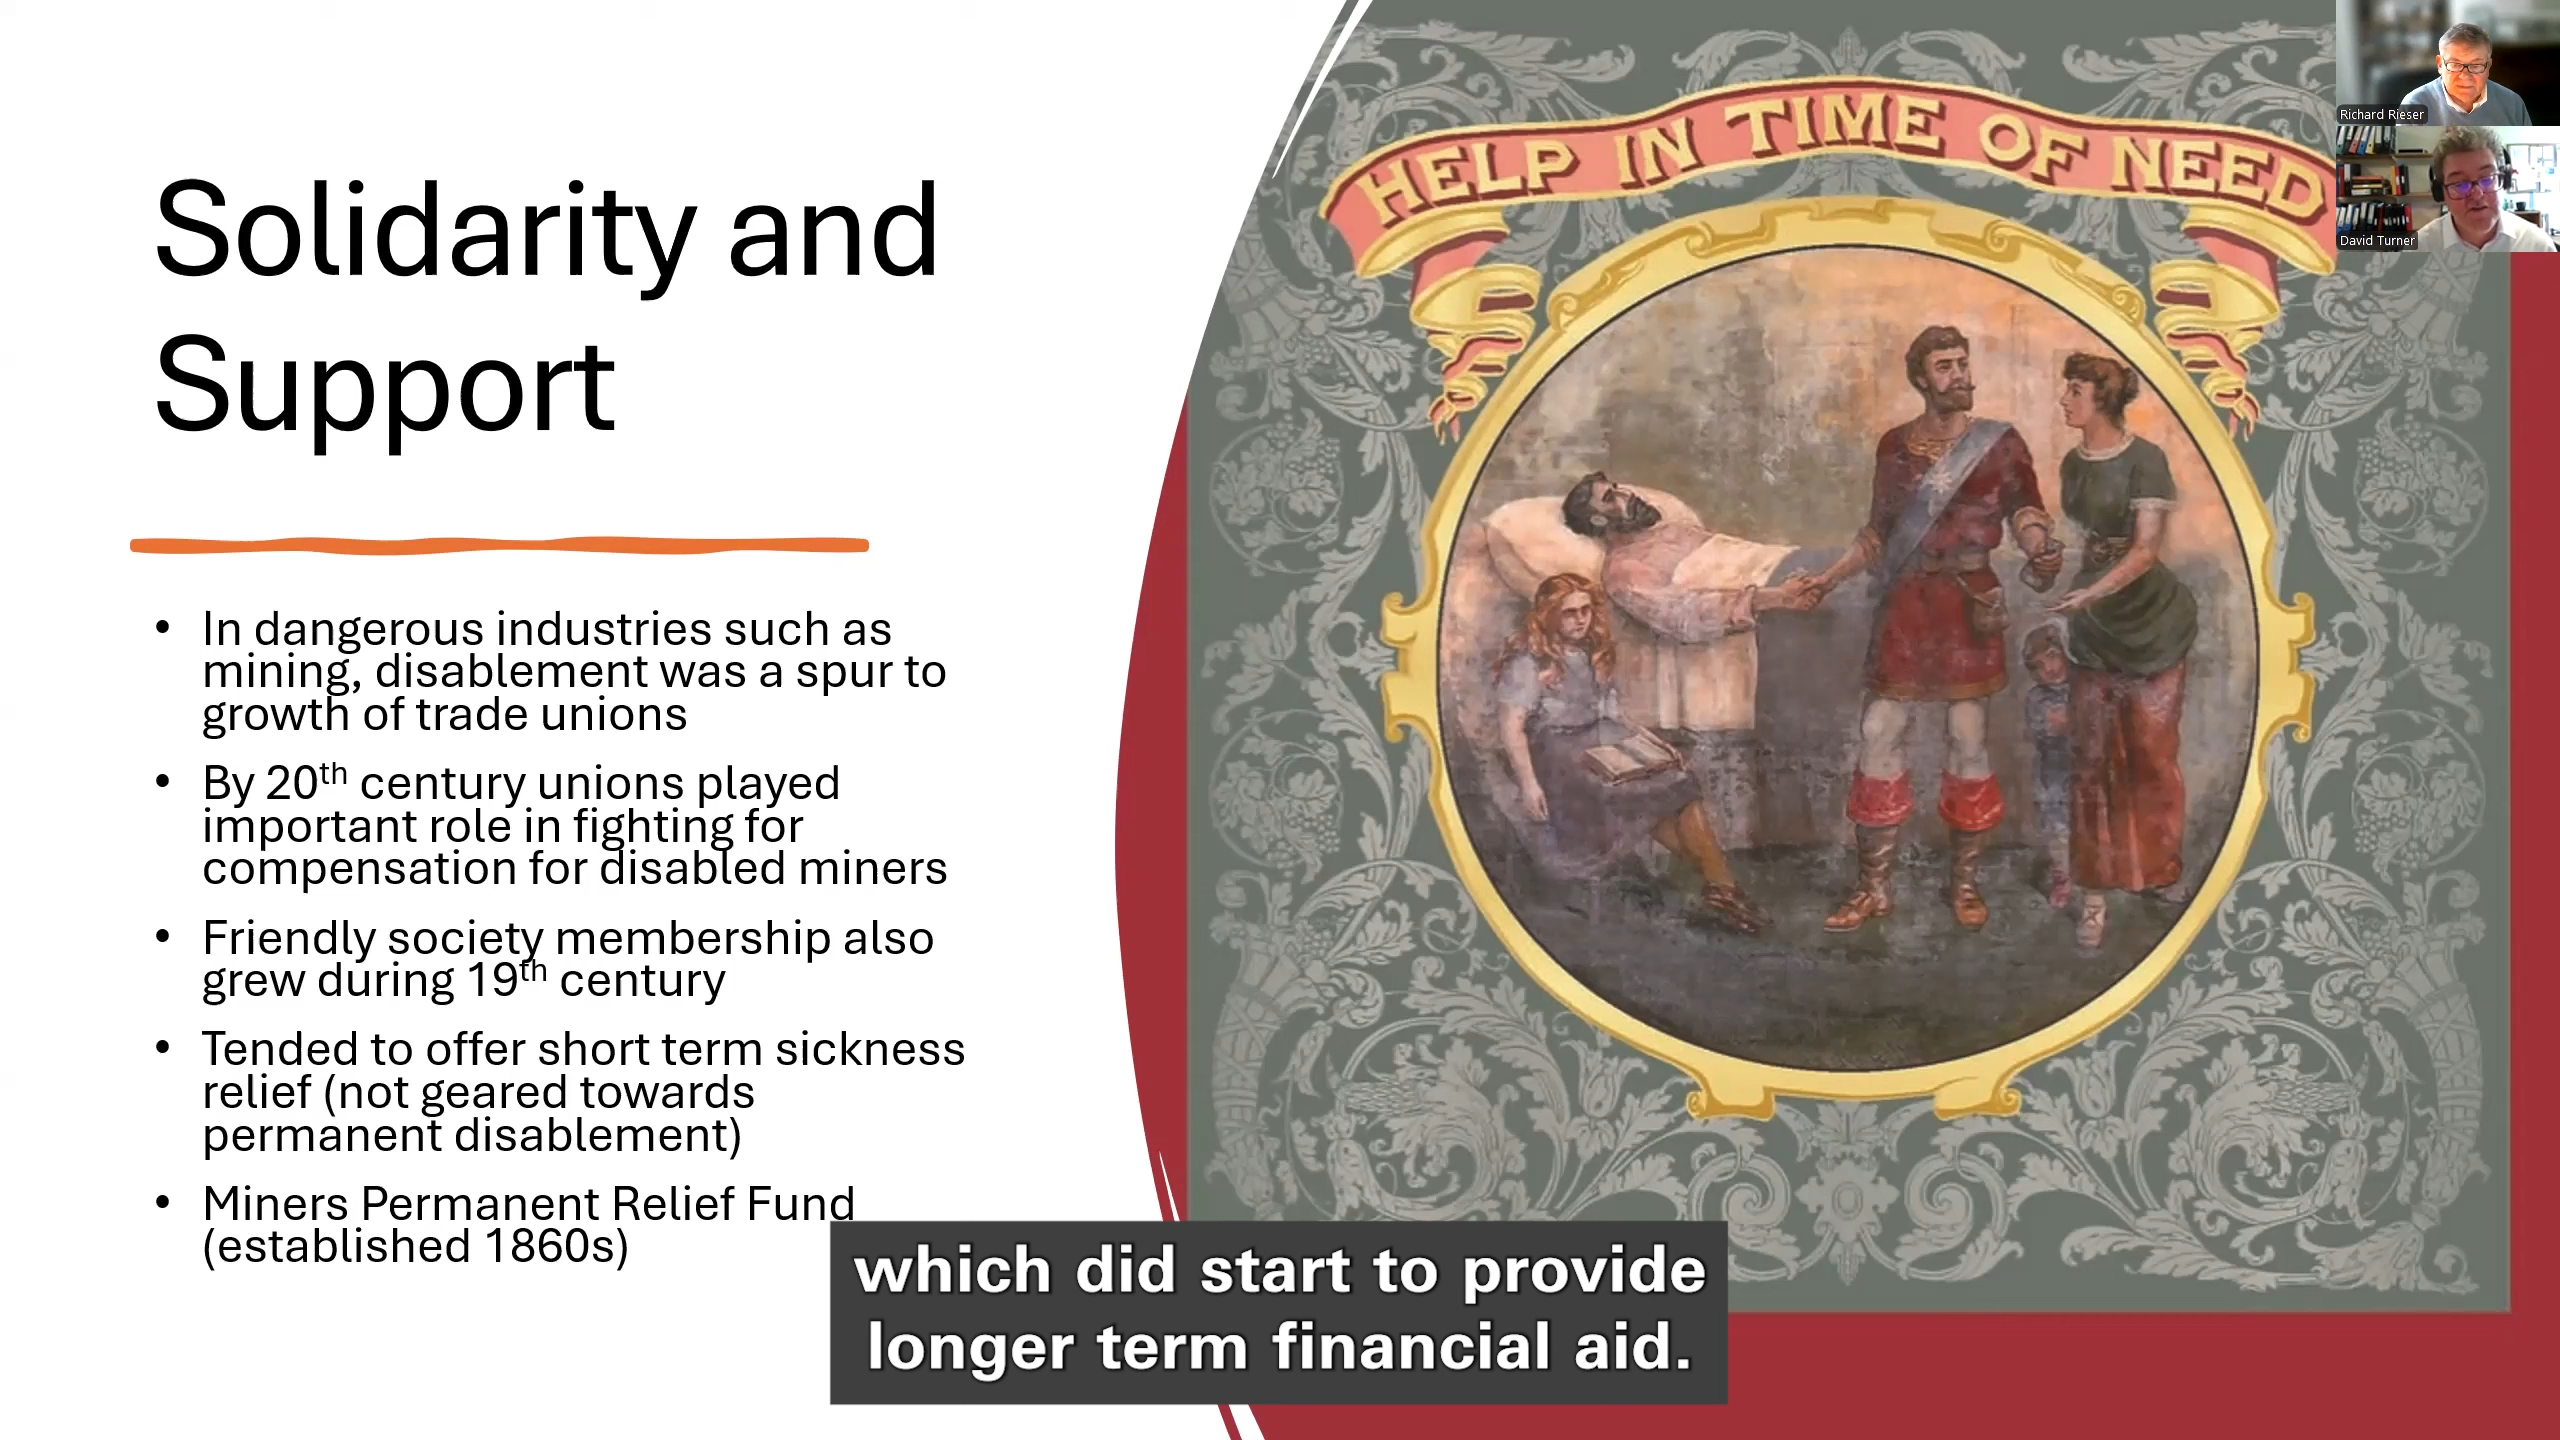 Solidarity and
Support
• In dangerous industries such as
mining, disablement was a spur to
growth of trade unions
• By 20th century unions played
important role in fighting for
compensation for disabled miners
• Friendly society membership also
grew during 19th century
• Tended to offer short term sickness
relief (not geared towards
permanent disablement)
• Miners Permanent Relief Fund
(established 1860s)
HELP IN TIME OF NEED
Richard Rieser
David Turner
which did start to provide
longer term financial aid.